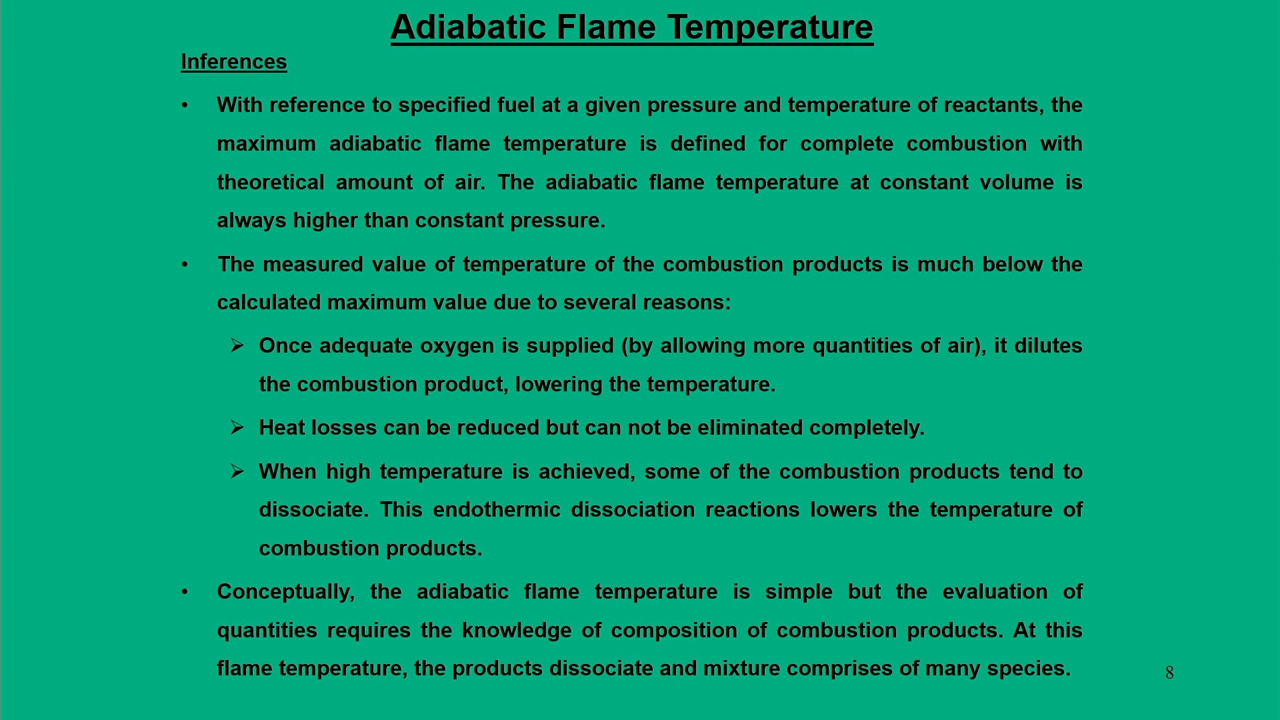 Adiabatic Flame Temperature
Inferences
• With reference to specified fuel at a given pressure and temperature of reactants, the
maximum adiabatic flame temperature is defined for complete combustion with
theoretical amount of air. The adiabatic flame temperature at constant volume is
always higher than constant pressure.
• The measured value of temperature of the combustion products is much below the
calculated maximum value due to several reasons:
➢ Once adequate oxygen is supplied (by allowing more quantities of air), it dilutes
the combustion product, lowering the temperature.
➢ Heat losses can be reduced but can not be eliminated completely.
➢ When high temperature is achieved, some of the combustion products tend to
dissociate. This endothermic dissociation reactions lowers the temperature of
combustion products.
• Conceptually, the adiabatic flame temperature is simple but the evaluation of
quantities requires the knowledge of composition of combustion products. At this
flame temperature, the products dissociate and mixture comprises of many species.
8